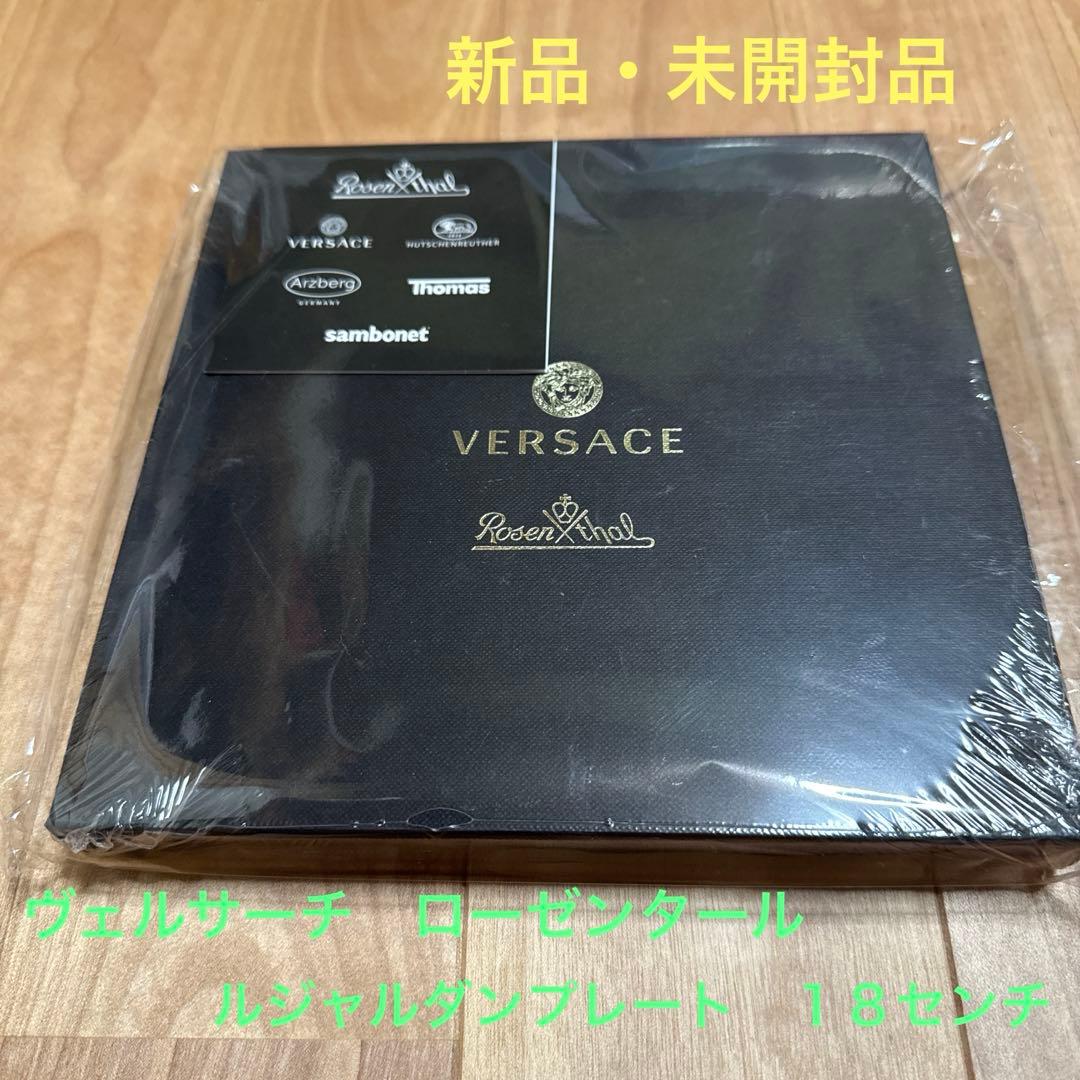 新品・未開封品
Rosenthal
VERSACE
HUTSCHENREUTHER
Arzberg
GERMANY
Thomas
sambonet
VERSACE
Rosenthal
ヴェルサーチ　ローゼンタール
ルジャルダンプレート　１８センチ